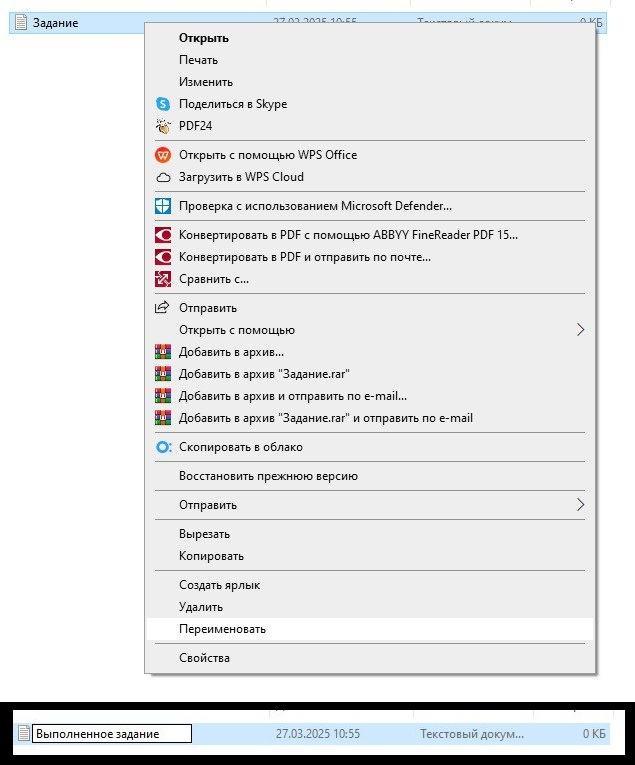 Задание 27.03.2025 10:55 Текстовый докум... 0 КБ
Открыть
Печать
Изменить
Поделиться в Skype
PDF24
Открыть с помощью WPS Office
Загрузить в WPS Cloud
Проверка с использованием Microsoft Defender...
Конвертировать в PDF с помощью ABBYY FineReader PDF 15...
Конвертировать в PDF и отправить по почте...
Сравнить с...
Отправить
Открыть с помощью
Добавить в архив...
Добавить в архив "Задание.rar"
Добавить в архив и отправить по e-mail...
Добавить в архив "Задание.rar" и отправить по e-mail
Скопировать в облако
Восстановить прежнюю версию
Отправить
Вырезать
Копировать
Создать ярлык
Удалить
Переименовать
Свойства
Выполненное задание 27.03.2025 10:55 Текстовый докум... 0 КБ